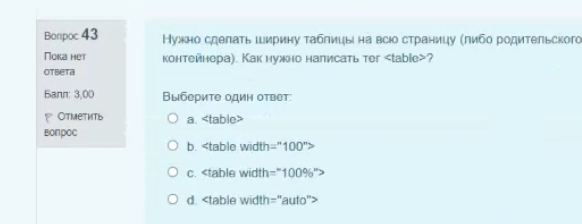 Вопрос 43
Пока нет
ответа
Балл: 3,00
Отметить
вопрос
Нужно сделать ширину таблицы на всю страницу (либо родительского
контейнера). Как нужно написать тег <table>?
Выберите один ответ:
a. <table>
b. <table width="100">
c. <table width="100%">
d. <table width="auto">